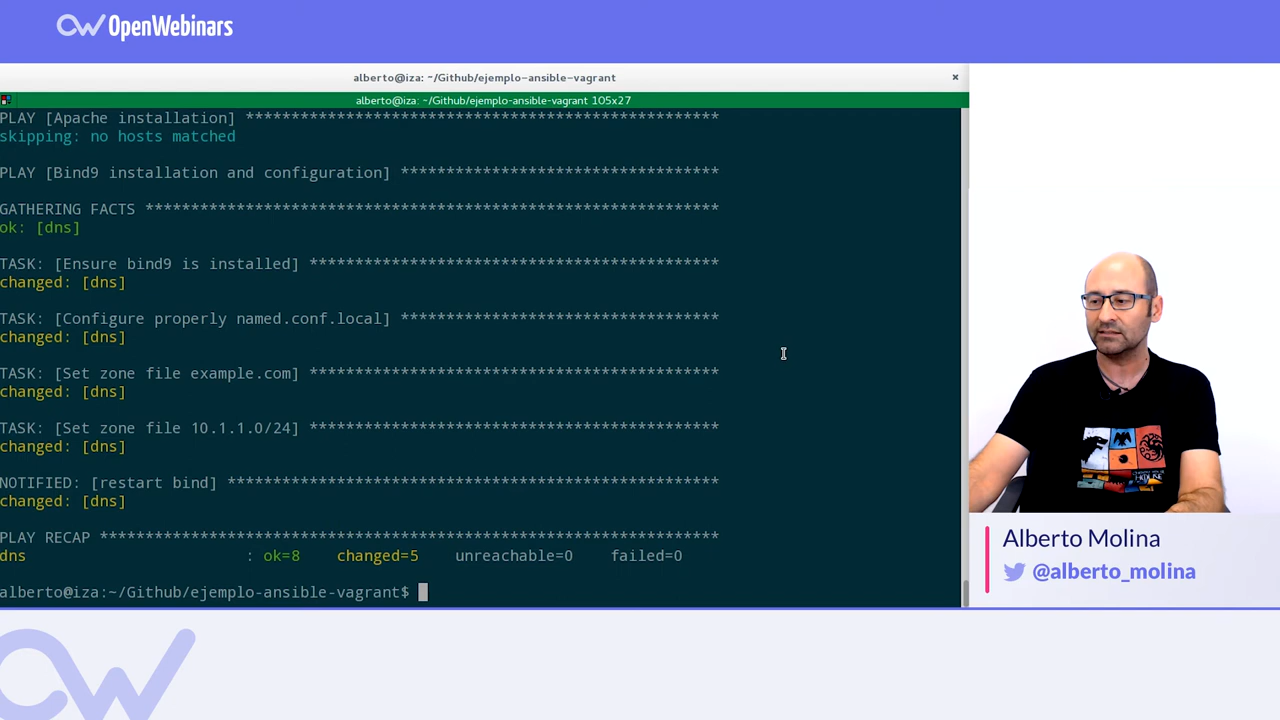 OpenWebinars
alberto@iza: ~/Github/ejemplo-ansible-vagrant
×
alberto@iza: ~/Github/ejemplo-ansible-vagrant 105x27
PLAY [Apache installation] ****************************************************
skipping: no hosts matched
PLAY [Bind9 installation and configuration] ***********************************
GATHERING FACTS ***************************************************************
ok: [dns]
TASK: [Ensure bind9 is installed] *********************************************
changed: [dns]
TASK: [Configure properly named.conf.local] ***********************************
changed: [dns]
TASK: [Set zone file example.com] *********************************************
changed: [dns]
TASK: [Set zone file 10.1.1.0/24] *********************************************
changed: [dns]
NOTIFIED: [restart bind] ******************************************************
changed: [dns]
PLAY RECAP ********************************************************************
dns : ok=8 changed=5 unreachable=0 failed=0
alberto@iza:~/Github/ejemplo-ansible-vagrant$
Alberto Molina
@alberto_molina